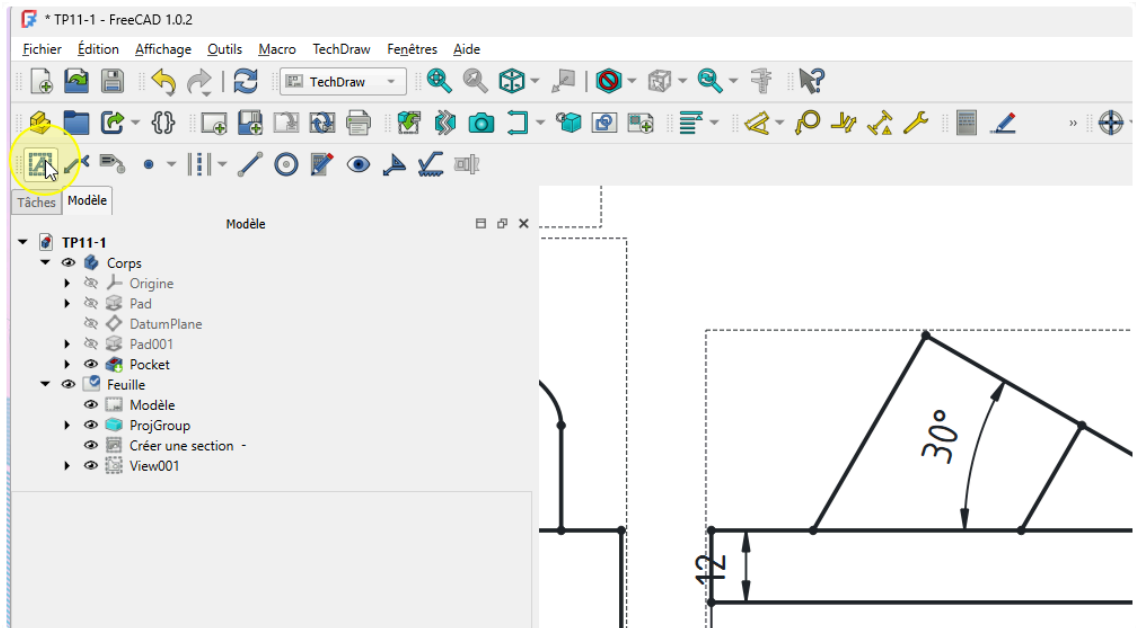 * TP11-1 - FreeCAD 1.0.2
Fichier Édition Affichage Outils Macro TechDraw Fenêtres Aide
TechDraw
»
Tâches Modèle
Modèle
TP11-1
Corps
Origine
Pad
DatumPlane
Pad001
Pocket
Feuille
Modèle
ProjGroup
Créer une section -
View001
30°
12